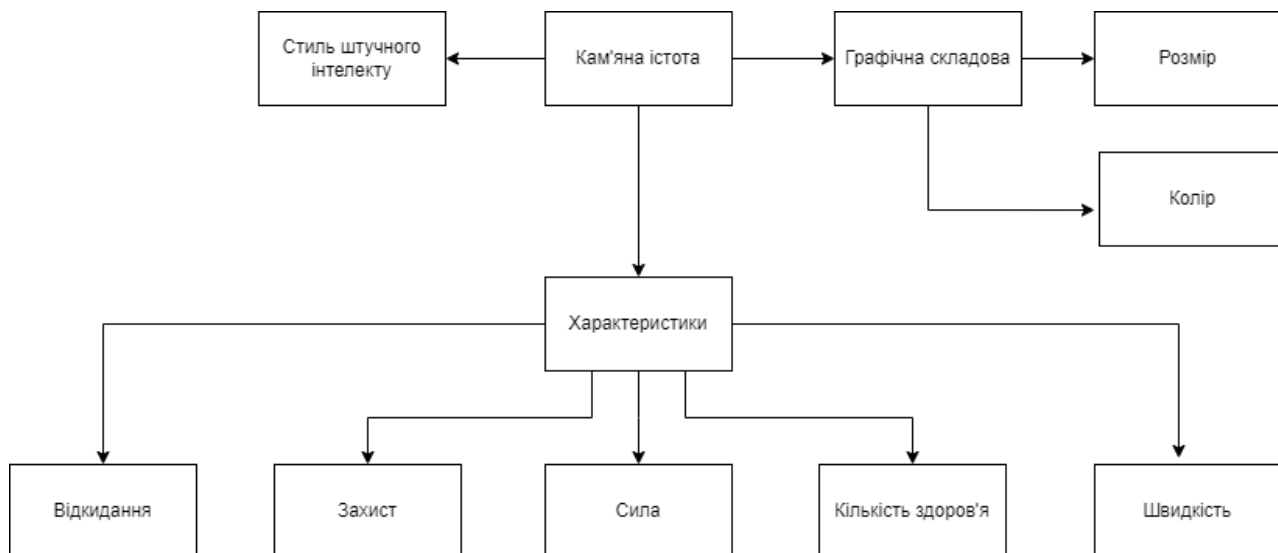 Стиль штучного
інтелекту
Кам'яна істота
Графічна складова
Розмір
Колір
Характеристики
Відкидання
Захист
Сила
Кількість здоров'я
Швидкість